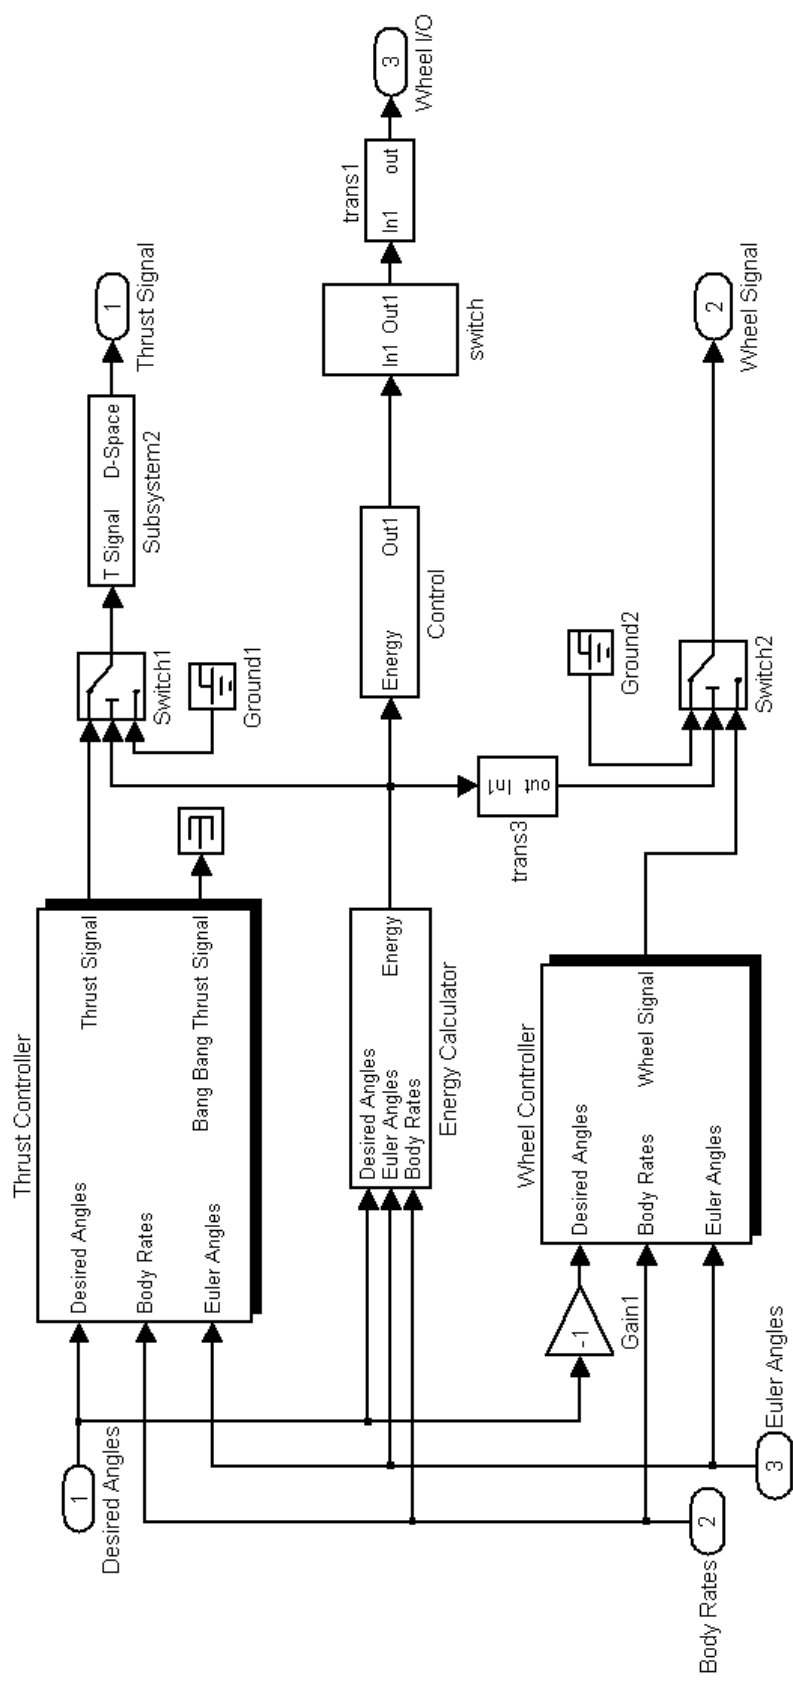 Thrust Controller
Desired Angles
Body Rates
Euler Angles
Thrust Signal
Bang Bang Thrust Signal
1
Desired Angles
Switch1
Ground1
T Signal D-Space
Subsystem2
1
Thrust Signal
Desired Angles
Euler Angles
Body Rates
Energy
Energy Calculator
Energy Out1
Control
In1 Out1
switch
trans1
In1 out
3
Wheel I/O
trans3
out In1
Wheel Controller
Desired Angles
Body Rates
Euler Angles
Wheel Signal
-1
Gain1
Ground2
Switch2
2
Wheel Signal
2
Body Rates
3
Euler Angles